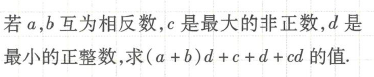 若 a,b 互为相反数,c 是最大的非正数,d 是
最小的正整数,求(a+b)d+c+d+cd 的值.